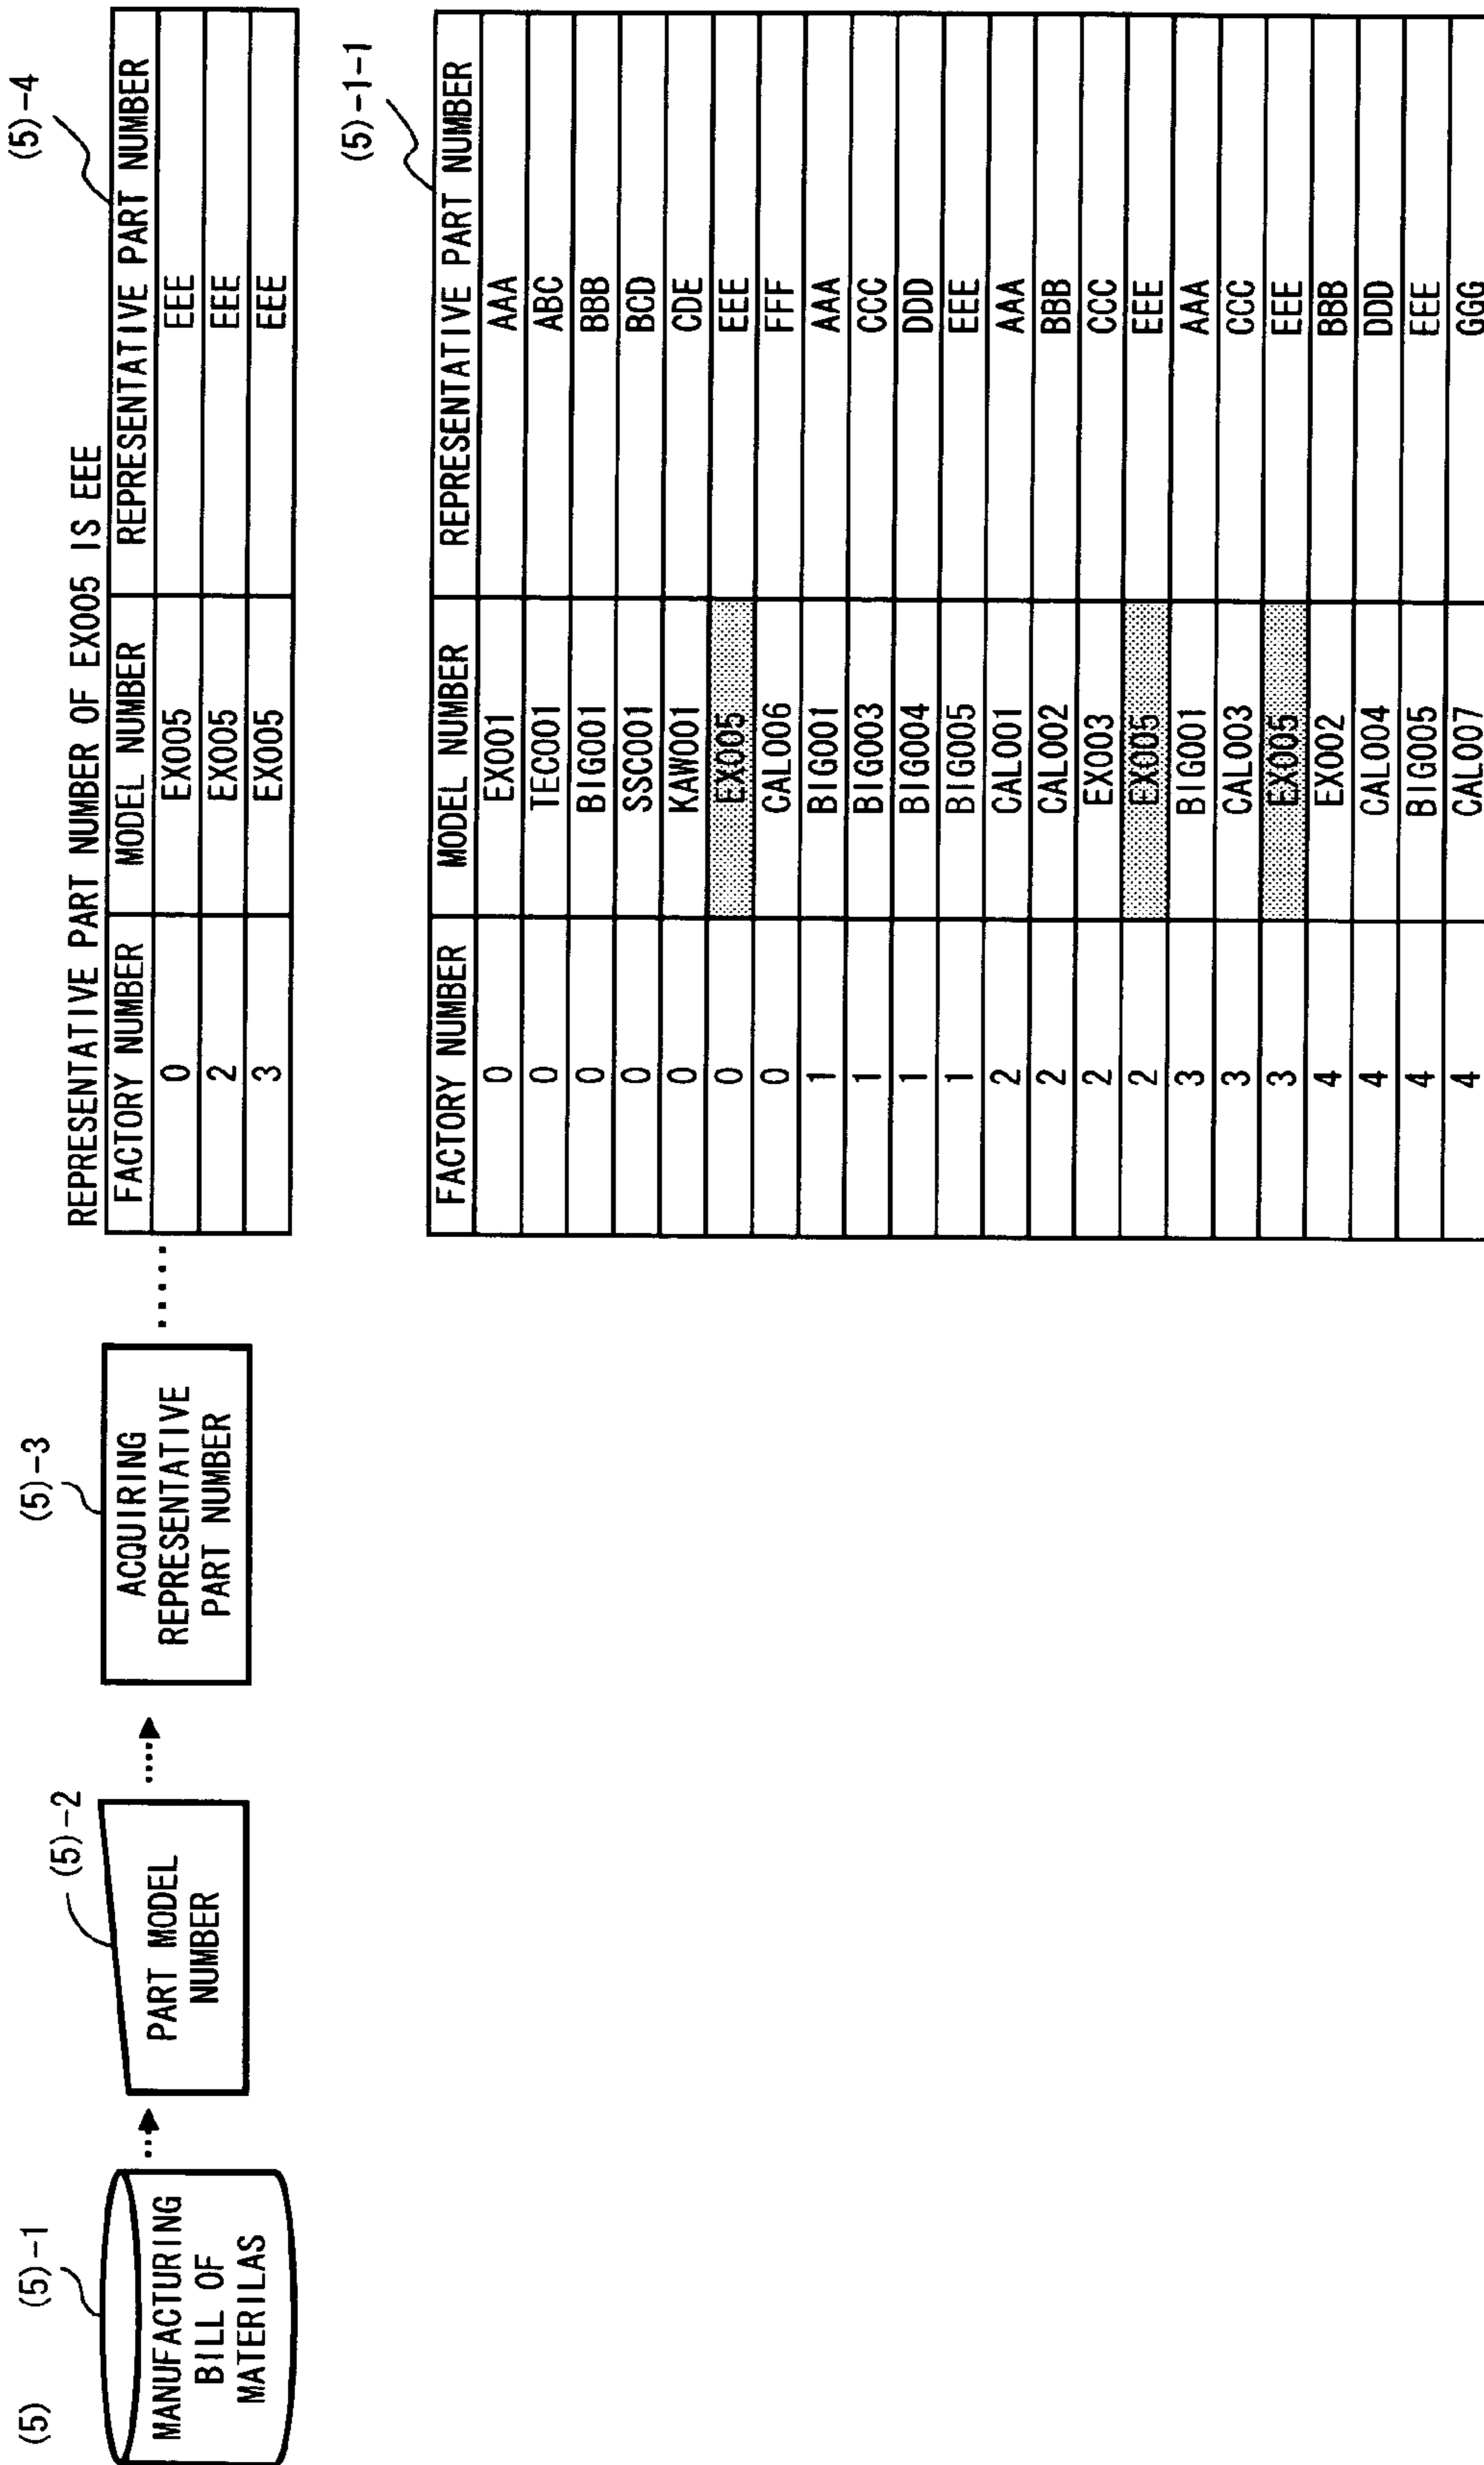 (5)
(5)-1
MANUFACTURING
BILL OF
MATERILAS
(5)-2
PART MODEL
NUMBER
(5)-3
ACQUIRING
REPRESENTATIVE
PART NUMBER
(5)-4
REPRESENTATIVE PART NUMBER OF EX005 IS EEE
FACTORY NUMBER MODEL NUMBER REPRESENTATIVE PART NUMBER
0 EX005 EEE
2 EX005 EEE
3 EX005 EEE
(5)-1-1
FACTORY NUMBER MODEL NUMBER REPRESENTATIVE PART NUMBER
0 EX001 AAA
0 TEC001 ABC
0 BIG001 BBB
0 SSC001 BCD
0 KAW001 CDE
0 EX005 EEE
0 CAL006 FFF
1 BIG001 AAA
1 BIG003 CCC
1 BIG004 DDD
1 BIG005 EEE
2 CAL001 AAA
2 CAL002 BBB
2 EX003 CCC
2 EX005 EEE
3 BIG001 AAA
3 CAL003 CCC
3 EX005 EEE
4 EX002 BBB
4 CAL004 DDD
4 BIG005 EEE
4 CAL007 GGG